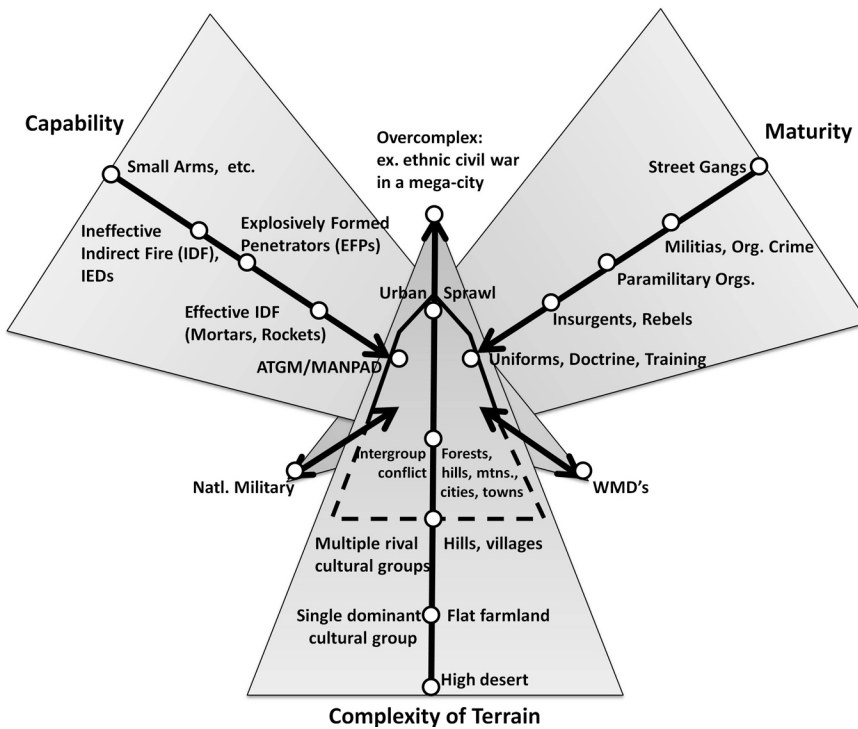 Capability
Maturity
Overcomplex:
ex. ethnic civil war
in a mega-city
Small Arms, etc.
Street Gangs
Ineffective
Indirect Fire (IDF),
IEDs
Explosively Formed
Penetrators (EFPs)
Militias, Org. Crime
Paramilitary Orgs.
Urban Sprawl
Effective IDF
(Mortars, Rockets)
Insurgents, Rebels
ATGM/MANPAD
Uniforms, Doctrine, Training
Natl. Military
Intergroup
conflict
Forests,
hills, mtns.,
cities, towns
WMD's
Multiple rival
cultural groups
Hills, villages
Single dominant
cultural group
Flat farmland
High desert
Complexity of Terrain